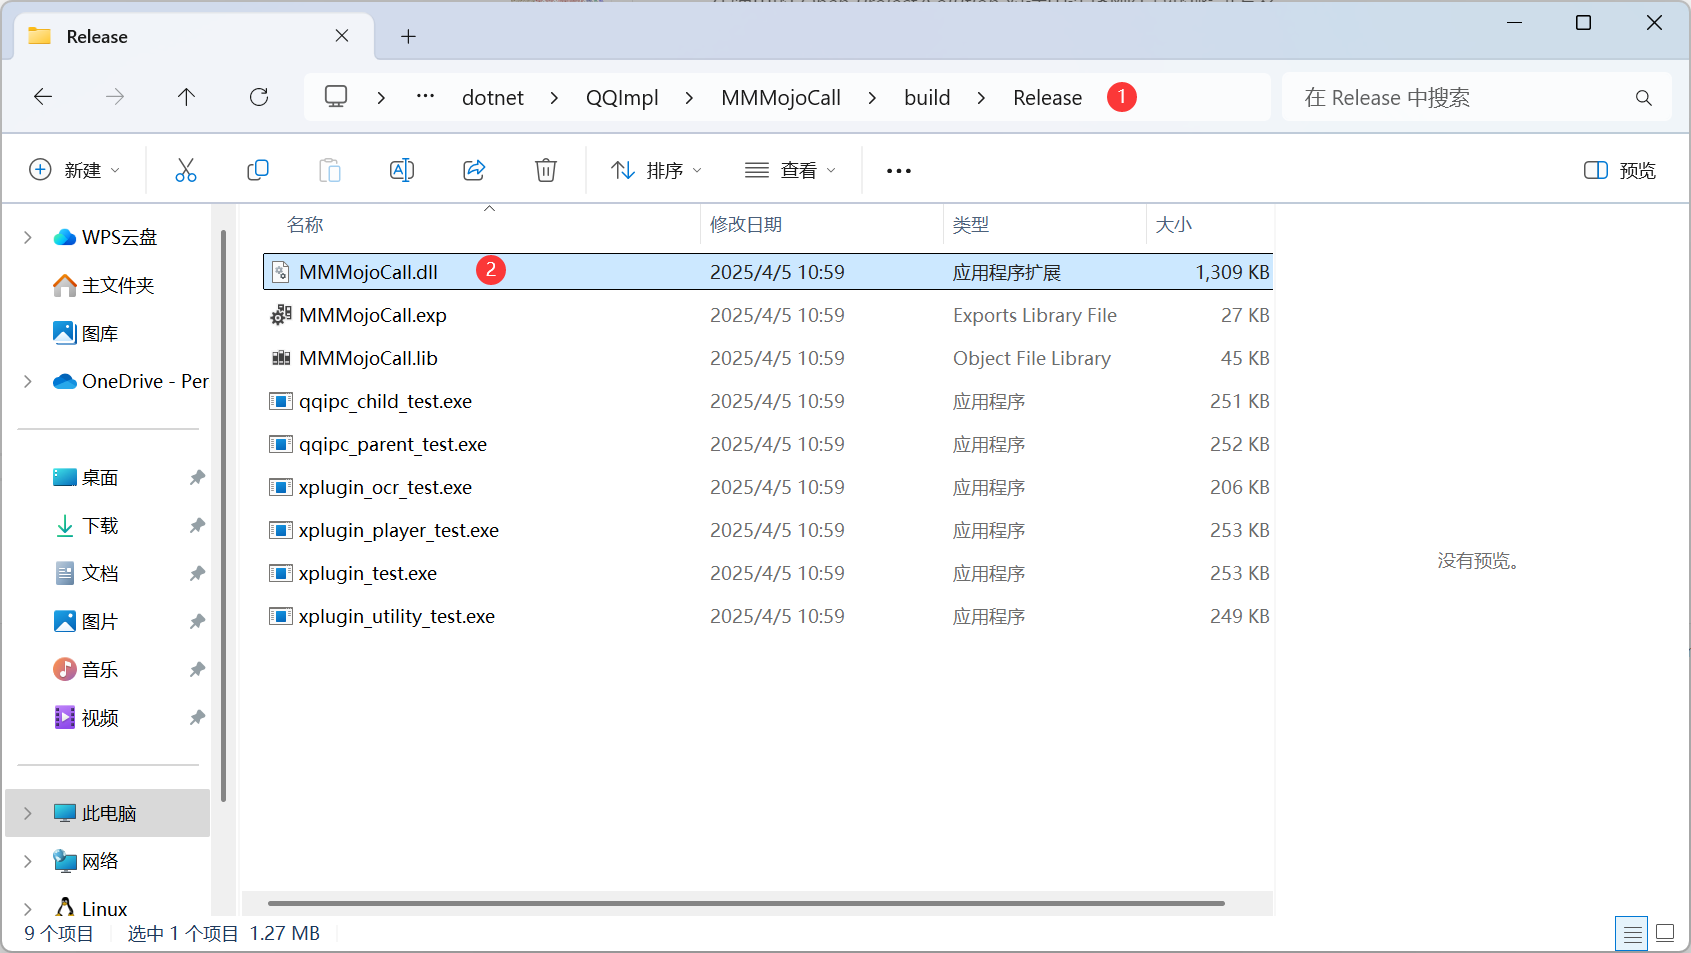 Release
… dotnet QQImpl MMMojoCall build Release 1
在 Release 中搜索
新建 排序 查看 预览
WPS云盘
主文件夹
图库
OneDrive - Per
桌面
下载
文档
图片
音乐
视频
此电脑
网络
Linux
名称 修改日期 类型 大小
MMMojoCall.dll 2 2025/4/5 10:59 应用程序扩展 1,309 KB
MMMojoCall.exp 2025/4/5 10:59 Exports Library File 27 KB
MMMojoCall.lib 2025/4/5 10:59 Object File Library 45 KB
qqipc_child_test.exe 2025/4/5 10:59 应用程序 251 KB
qqipc_parent_test.exe 2025/4/5 10:59 应用程序 252 KB
xplugin_ocr_test.exe 2025/4/5 10:59 应用程序 206 KB
xplugin_player_test.exe 2025/4/5 10:59 应用程序 253 KB
xplugin_test.exe 2025/4/5 10:59 应用程序 253 KB
xplugin_utility_test.exe 2025/4/5 10:59 应用程序 249 KB
没有预览。
9 个项目 选中 1 个项目 1.27 MB